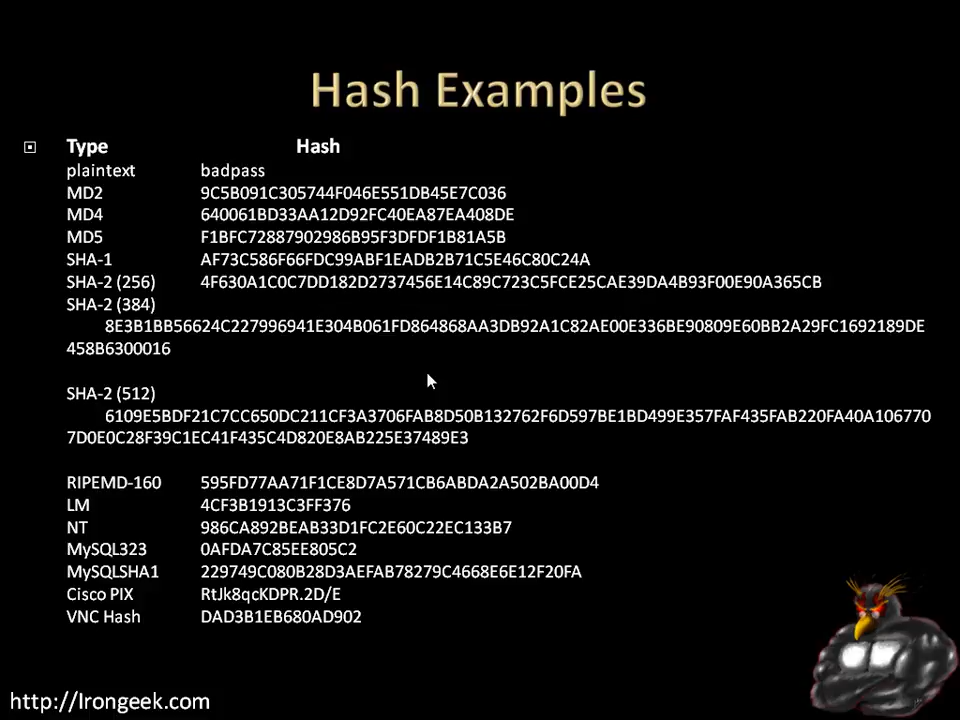 Hash Examples
Type Hash
plaintext badpass
MD2 9C5B091C305744F046E551DB45E7C036
MD4 640061BD33AA12D92FC40EA87EA408DE
MD5 F1BFC72887902986B95F3DFDF1B81A5B
SHA-1 AF73C586F66FDC99ABF1EADB2B71C5E46C80C24A
SHA-2 (256) 4F630A1C0C7DD182D2737456E14C89C723C5FCE25CAE39DA4B93F00E90A365CB
SHA-2 (384)
8E3B1BB56624C227996941E304B061FD864868AA3DB92A1C82AE00E336BE90809E60BB2A29FC1692189DE
458B6300016
SHA-2 (512)
6109E5BDF21C7CC650DC211CF3A3706FAB8D50B132762F6D597BE1BD499E357FAF435FAB220FA40A106770
7D0E0C28F39C1EC41F435C4D820E8AB225E37489E3
RIPEMD-160 595FD77AA71F1CE8D7A571CB6ABDA2A502BA00D4
LM 4CF3B1913C3FF376
NT 986CA892BEAB33D1FC2E60C22EC133B7
MySQL323 0AFDA7C85EE805C2
MySQLSHA1 229749C080B28D3AEFAB78279C4668E6E12F20FA
Cisco PIX RtJk8qcKDPR.2D/E
VNC Hash DAD3B1EB680AD902
http://Irongeek.com